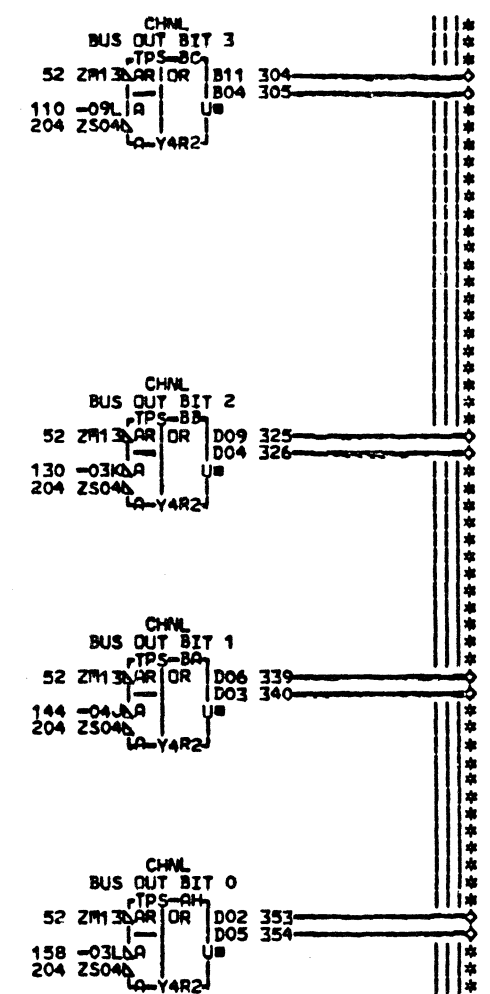 CHNL
BUS OUT BIT 3
TPS-BC
52 ZM13 AR OR B11 304
B04 305
110 -09L A U
204 ZS04
A-Y4R2
CHNL
BUS OUT BIT 2
TPS-BB
52 ZM13 AR OR D09 325
D04 326
130 -03K A U
204 ZS04
A-Y4R2
CHNL
BUS OUT BIT 1
TPS-BA
52 ZM13 AR OR D06 339
D03 340
144 -04J A U
204 ZS04
A-Y4R2
CHNL
BUS OUT BIT 0
TPS-AH
52 ZM13 AR OR D02 353
D05 354
158 -03L A U
204 ZS04
A-Y4R2